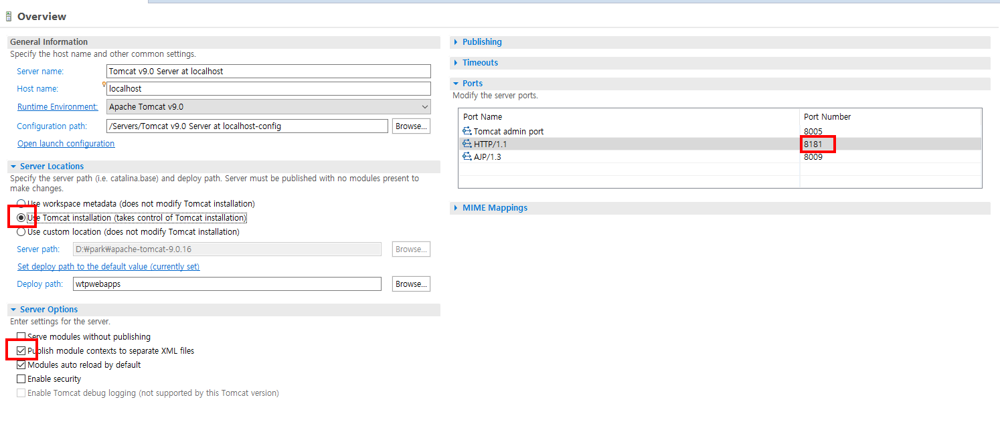 Overview
General Information
Specify the host name and other common settings.
Server name: Tomcat v9.0 Server at localhost
Host name: localhost
Runtime Environment: Apache Tomcat v9.0
Configuration path: /Servers/Tomcat v9.0 Server at localhost-config Browse...
Open launch configuration
Server Locations
Specify the server path (i.e. catalina.base) and deploy path. Server must be published with no modules present to
make changes.
Use workspace metadata (does not modify Tomcat installation)
Use Tomcat installation (takes control of Tomcat installation)
Use custom location (does not modify Tomcat installation)
Server path: D:₩park₩apache-tomcat-9.0.16 Browse...
Set deploy path to the default value (currently set)
Deploy path: wtpwebapps Browse...
Server Options
Enter settings for the server.
Serve modules without publishing
Publish module contexts to separate XML files
Modules auto reload by default
Enable security
Enable Tomcat debug logging (not supported by this Tomcat version)
Publishing
Timeouts
Ports
Modify the server ports.
Port Name Port Number
Tomcat admin port 8005
HTTP/1.1 8181
AJP/1.3 8009
MIME Mappings